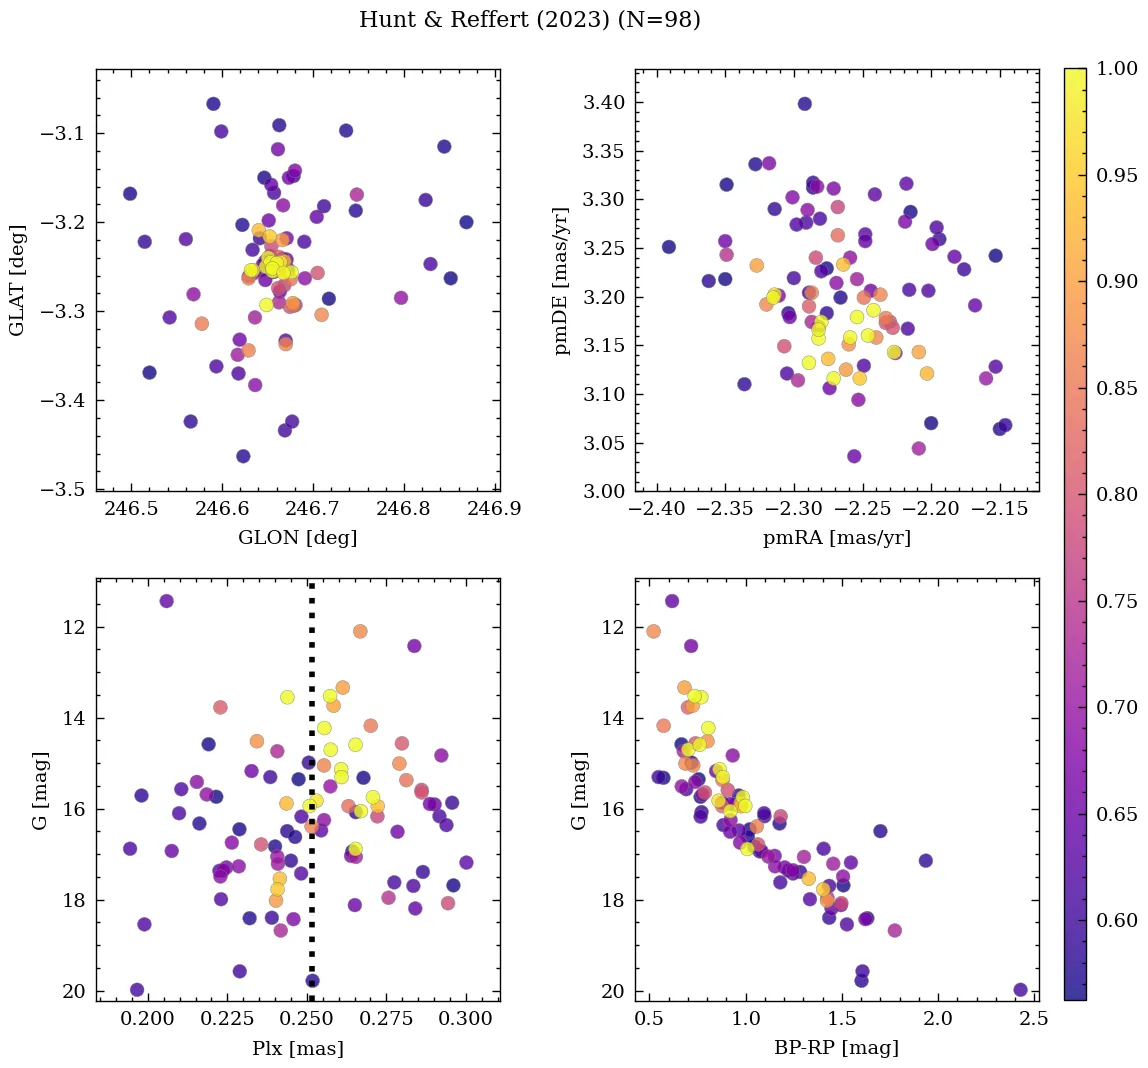 Hunt & Reffert (2023) (N=98)
−3.1
−3.2
−3.3
−3.4
−3.5
GLAT [deg]
246.5 246.6 246.7 246.8 246.9
GLON [deg]
3.40
3.35
3.30
3.25
3.20
3.15
3.10
3.05
3.00
pmDE [mas/yr]
−2.40 −2.35 −2.30 −2.25 −2.20 −2.15
pmRA [mas/yr]
12
14
16
18
20
G [mag]
0.200 0.225 0.250 0.275 0.300
Plx [mas]
12
14
16
18
20
G [mag]
0.5 1.0 1.5 2.0 2.5
BP-RP [mag]
1.00
0.95
0.90
0.85
0.80
0.75
0.70
0.65
0.60